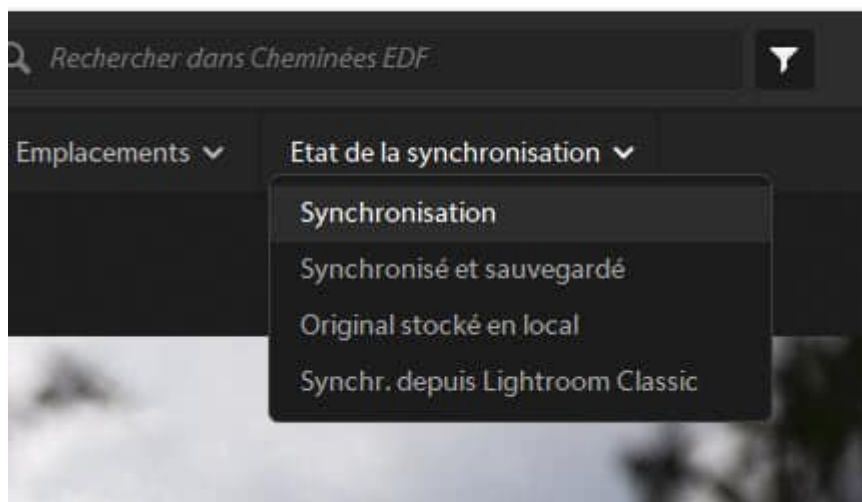 Rechercher dans Cheminées EDF
Emplacements
Etat de la synchronisation
Synchronisation
Synchronisé et sauvegardé
Original stocké en local
Synchr. depuis Lightroom Classic